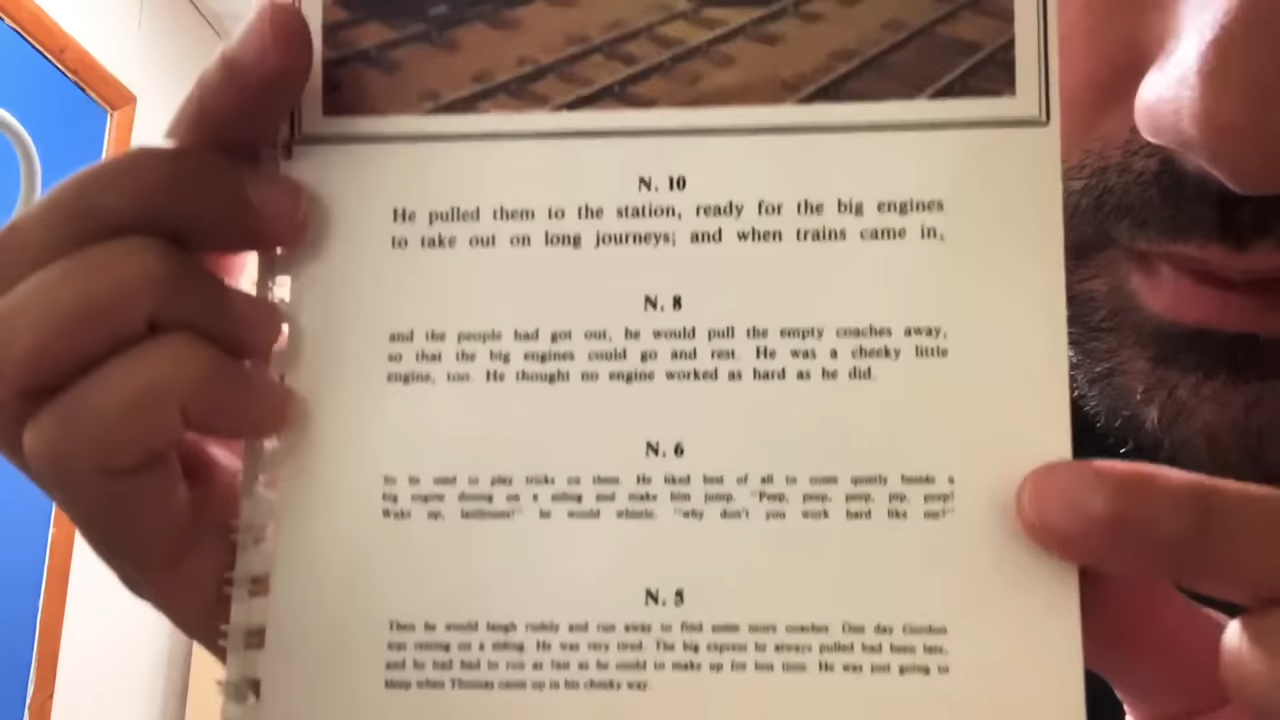 N. 10
He pulled them to the station, ready for the big engines
to take out on long journeys; and when trains came in,
N. 8
and the people had got out, he would pull the empty coaches away,
so that the big engines could go and rest. He was a cheeky little
engine, too. He thought no engine worked as hard as he did.
N. 6
So he used to play tricks on them. He liked best of all to come quietly beside a
big engine dozing on a siding and make him jump. "Peep, peep, peep, pip, peep!
Wake up, lazybones!" he would whistle, "why don't you work hard like me?"
N. 5
Then he would laugh rudely and run away to find some more coaches. One day Gordon
was resting on a siding. He was very tired. The big express he always pulled had been late,
and he had had to run as fast as he could to make up for lost time. He was just going to
sleep when Thomas came up in his cheeky way.